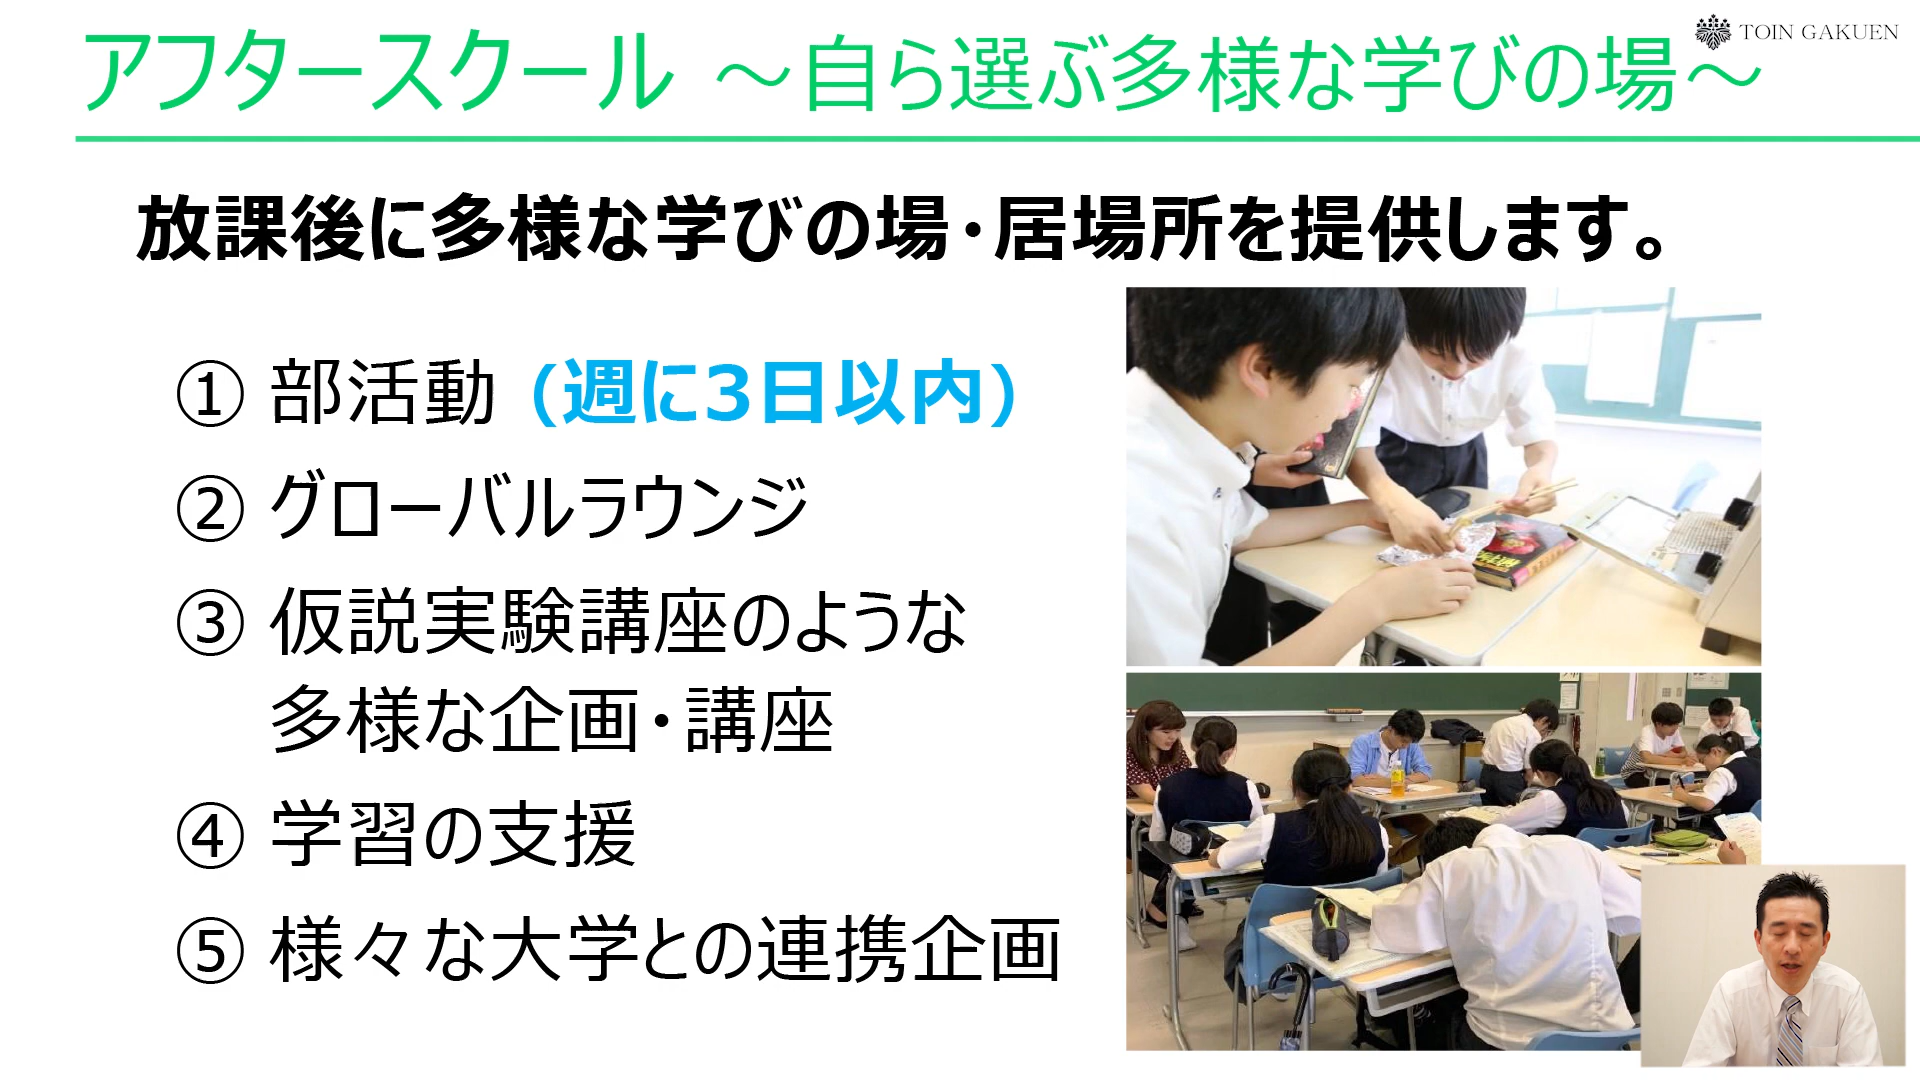 アフタースクール ～自ら選ぶ多様な学びの場～
TOIN GAKUEN
放課後に多様な学びの場・居場所を提供します。
① 部活動 (週に3日以内)
② グローバルラウンジ
③ 仮説実験講座のような
多様な企画・講座
④ 学習の支援
⑤ 様々な大学との連携企画